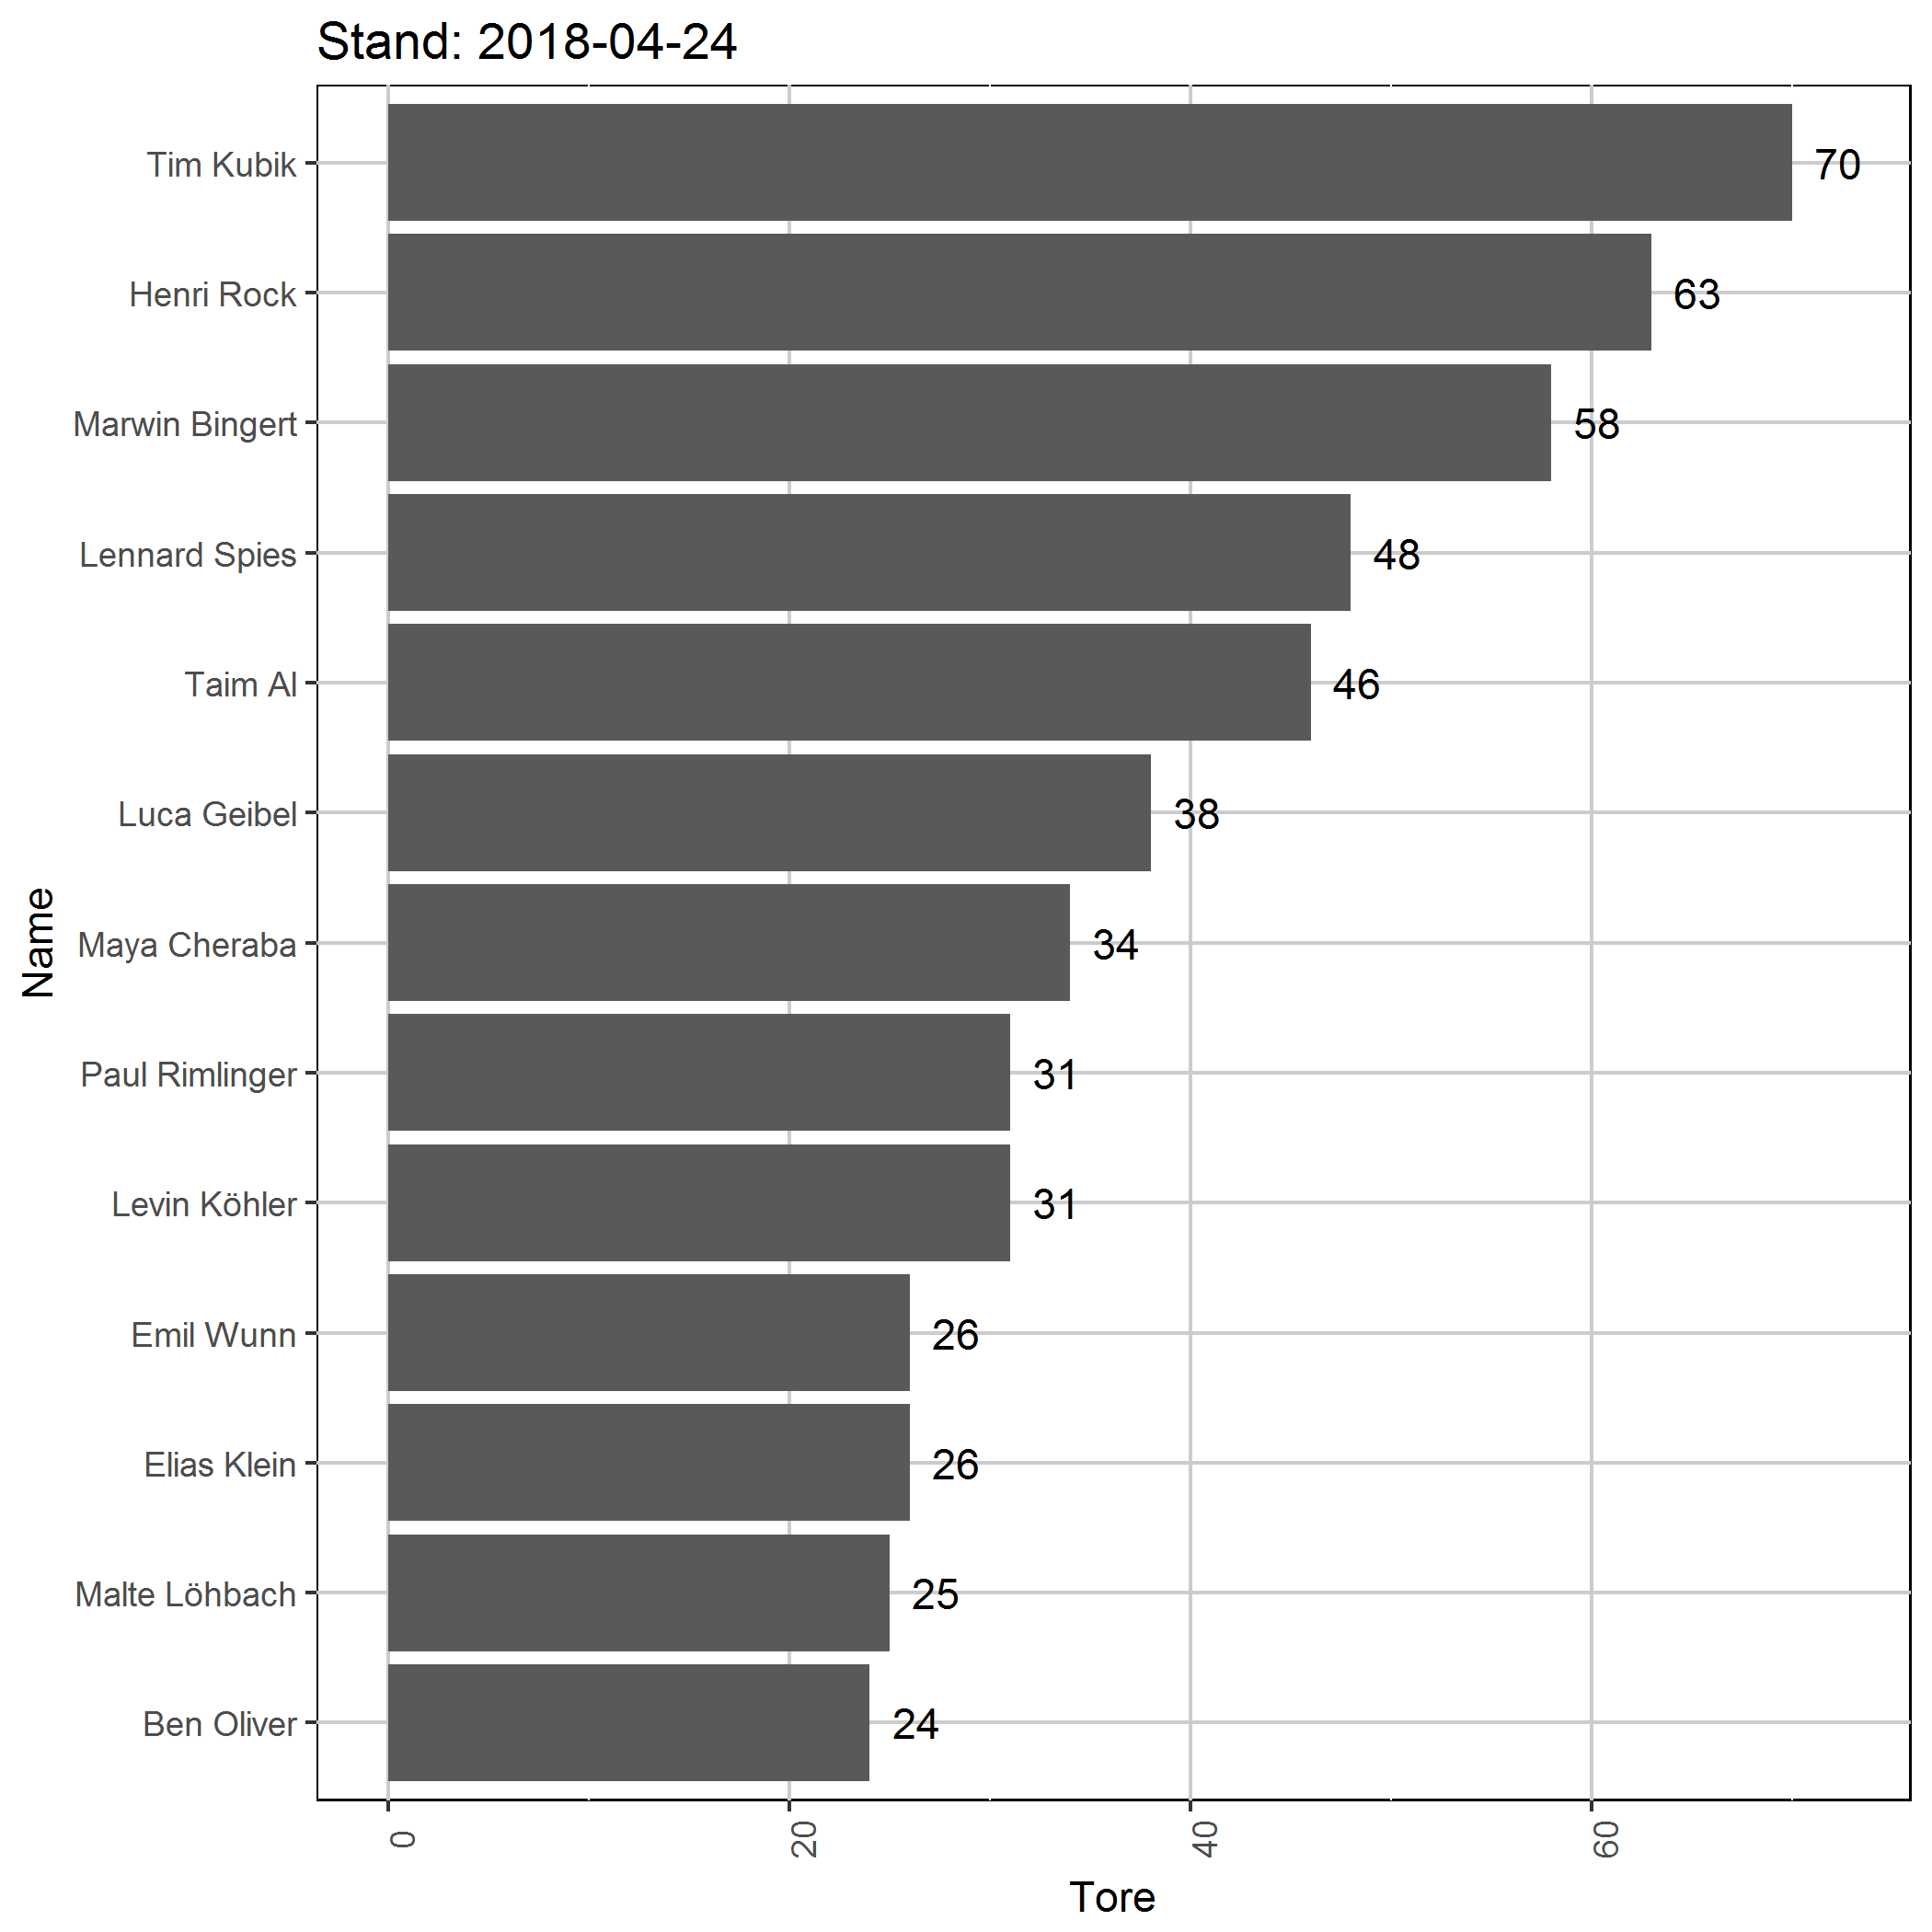 Stand: 2018-04-24
Name
Tim Kubik 70
Henri Rock 63
Marwin Bingert 58
Lennard Spies 48
Taim Al 46
Luca Geibel 38
Maya Cheraba 34
Paul Rimlinger 31
Levin Köhler 31
Emil Wunn 26
Elias Klein 26
Malte Löhbach 25
Ben Oliver 24
0 20 40 60
Tore